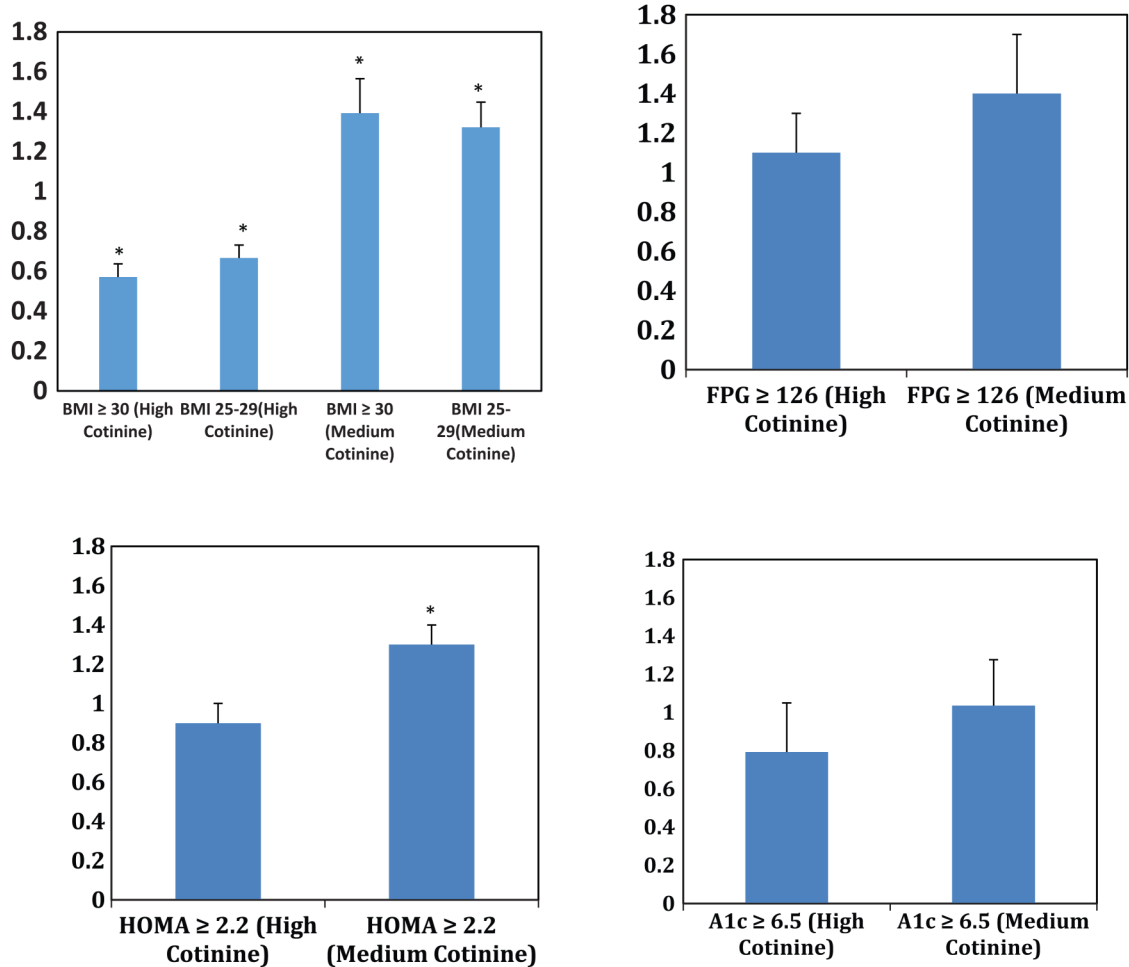 1.8
1.6
1.4
1.2
1
0.8
0.6
0.4
0.2
0
*
*
*
*
BMI ≥ 30 (High
Cotinine)
BMI 25-29(High
Cotinine)
BMI ≥ 30
(Medium
Cotinine)
BMI 25-
29(Medium
Cotinine)
1.8
1.6
1.4
1.2
1
0.8
0.6
0.4
0.2
0
FPG ≥ 126 (High
Cotinine)
FPG ≥ 126 (Medium
Cotinine)
1.8
1.6
1.4
1.2
1
0.8
0.6
0.4
0.2
0
*
HOMA ≥ 2.2 (High
Cotinine)
HOMA ≥ 2.2
(Medium Cotinine)
1.8
1.6
1.4
1.2
1
0.8
0.6
0.4
0.2
0
A1c ≥ 6.5 (High
Cotinine)
A1c ≥ 6.5 (Medium
Cotinine)